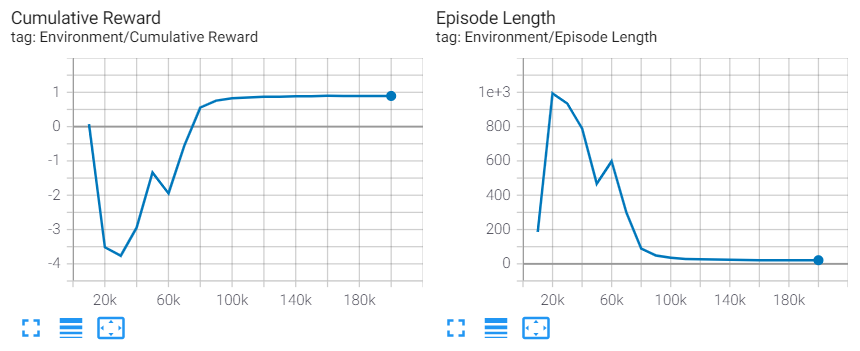 Cumulative Reward
tag: Environment/Cumulative Reward
1
0
-1
-2
-3
-4
20k 60k 100k 140k 180k
Episode Length
tag: Environment/Episode Length
1e+3
800
600
400
200
0
20k 60k 100k 140k 180k